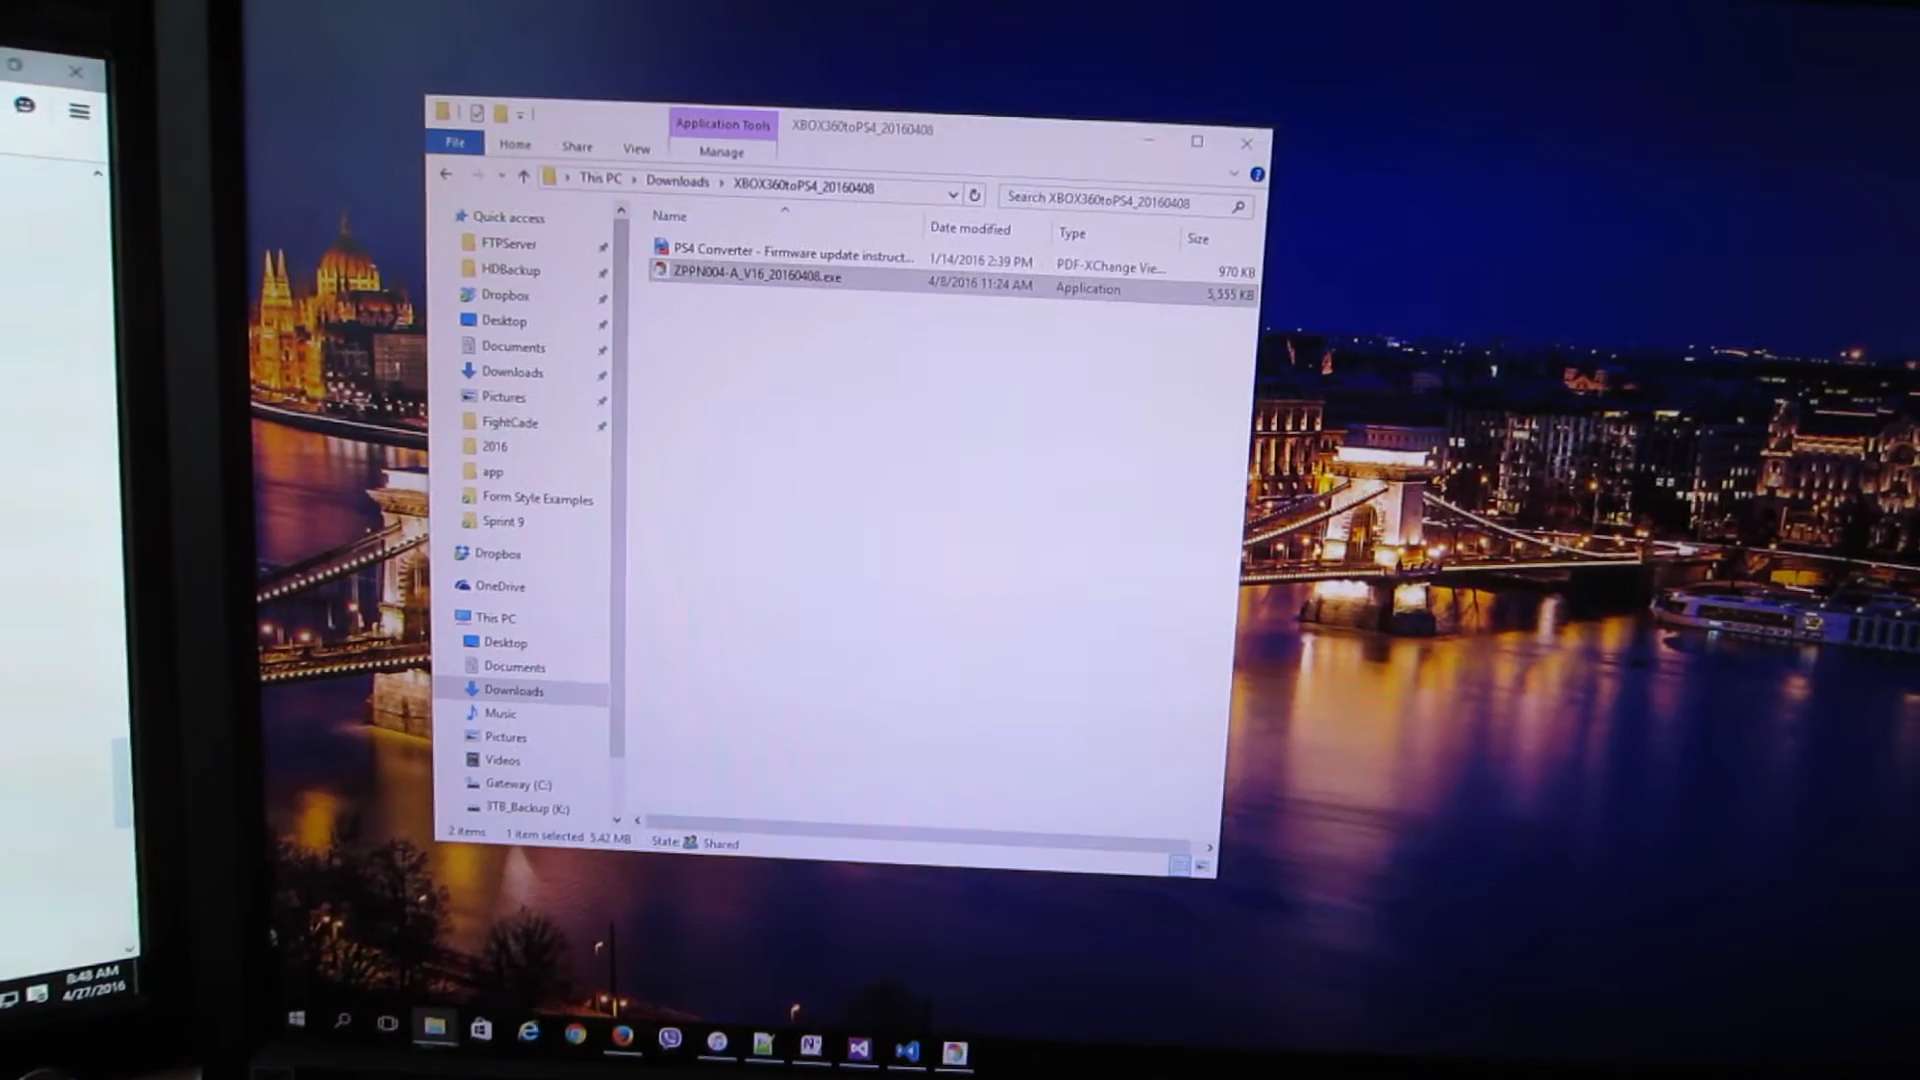 Application Tools
XBOX360toPS4_20160408
File
Home
Share
View
Manage
This PC
Downloads
XBOX360toPS4_20160408
Search XBOX360toPS4_20160408
Name
Date modified
Type
Size
PS4 Converter - Firmware update instruct...
1/14/2016 2:39 PM
PDF-XChange Vie...
970 KB
ZPPN004-A_V16_20160408.exe
4/8/2016 11:24 AM
Application
5,555 KB
Quick access
FTPServer
HDBackup
Dropbox
Desktop
Documents
Downloads
Pictures
FightCade
2016
app
Form Style Examples
Sprint 9
Dropbox
OneDrive
This PC
Desktop
Documents
Downloads
Music
Pictures
Videos
Gateway (C:)
3TB_Backup (K:)
2 items
1 item selected 5.42 MB
State: Shared
8:48 AM
4/27/2016